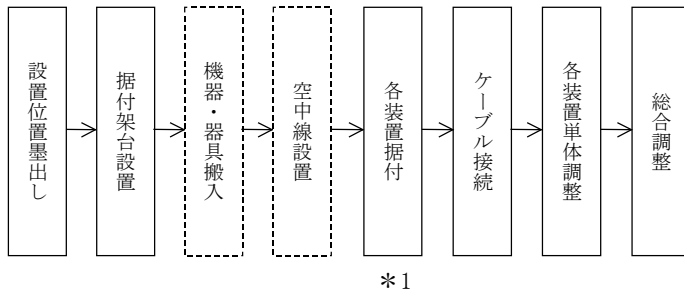 設置位置墨出し
据付架台設置
機器・器具搬入
空中線設置
各装置据付
ケーブル接続
各装置単体調整
総合調整
＊1